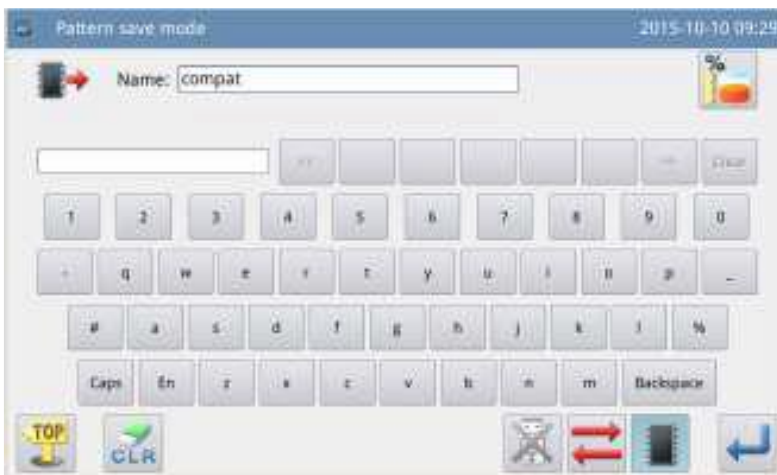 Pattern save mode 2015-10-10 09:29
Name: compat
%
<< >> Clear
1 2 3 4 5 6 7 8 9 0
- q w e r t y u i o p _
# a s d f g h j k l %
Caps En z x c v b n m Backspace
TOP CLR